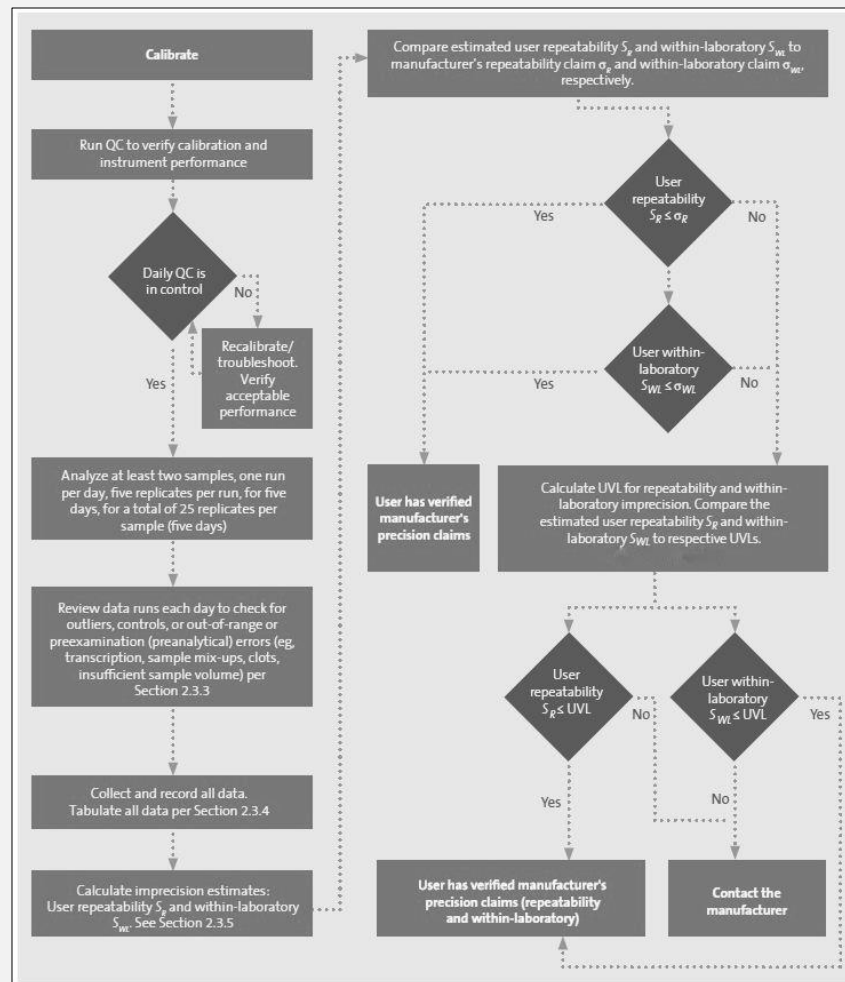 Calibrate
Run QC to verify calibration and
instrument performance
Daily QC is
in control
No
Recalibrate/
troubleshoot.
Verify
acceptable
performance
Yes
Analyze at least two samples, one run
per day, five replicates per run, for five
days, for a total of 25 replicates per
sample (five days)
Review data runs each day to check for
outliers, controls, or out-of-range or
preexamination (preanalytical) errors (eg,
transcription, sample mix-ups, clots,
insufficient sample volume) per
Section 2.3.3
Collect and record all data.
Tabulate all data per Section 2.3.4
Calculate imprecision estimates:
User repeatability S_R and within-laboratory
S_WL. See Section 2.3.5
Compare estimated user repeatability S_R and within-laboratory S_WL to
manufacturer's repeatability claim σ_R and within-laboratory claim σ_WL,
respectively.
User
repeatability
S_R ≤ σ_R
Yes
No
User within-
laboratory
S_WL ≤ σ_WL
Yes
No
User has verified
manufacturer's
precision claims
Calculate UVL for repeatability and within-
laboratory imprecision. Compare the
estimated user repeatability S_R and within-
laboratory S_WL to respective UVLs.
User
repeatability
S_R ≤ UVL
No
Yes
User within-
laboratory
S_WL ≤ UVL
Yes
No
User has verified manufacturer's
precision claims (repeatability
and within-laboratory)
Contact the
manufacturer